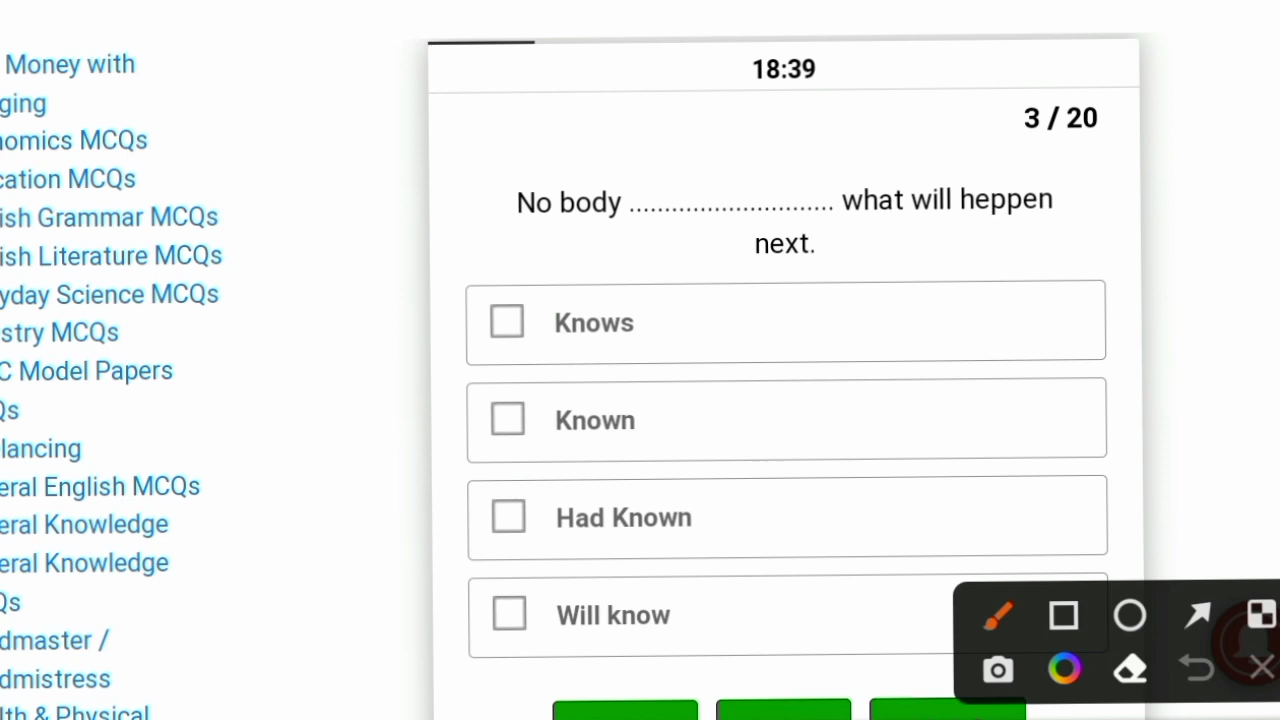 Money with
ging
nomics MCQs
cation MCQs
ish Grammar MCQs
ish Literature MCQs
yday Science MCQs
stry MCQs
C Model Papers
Qs
lancing
eral English MCQs
eral Knowledge
eral Knowledge
Qs
dmaster /
dmistress
lth & Physical
18:39
3 / 20
No body ............................. what will heppen
next.
Knows
Known
Had Known
Will know